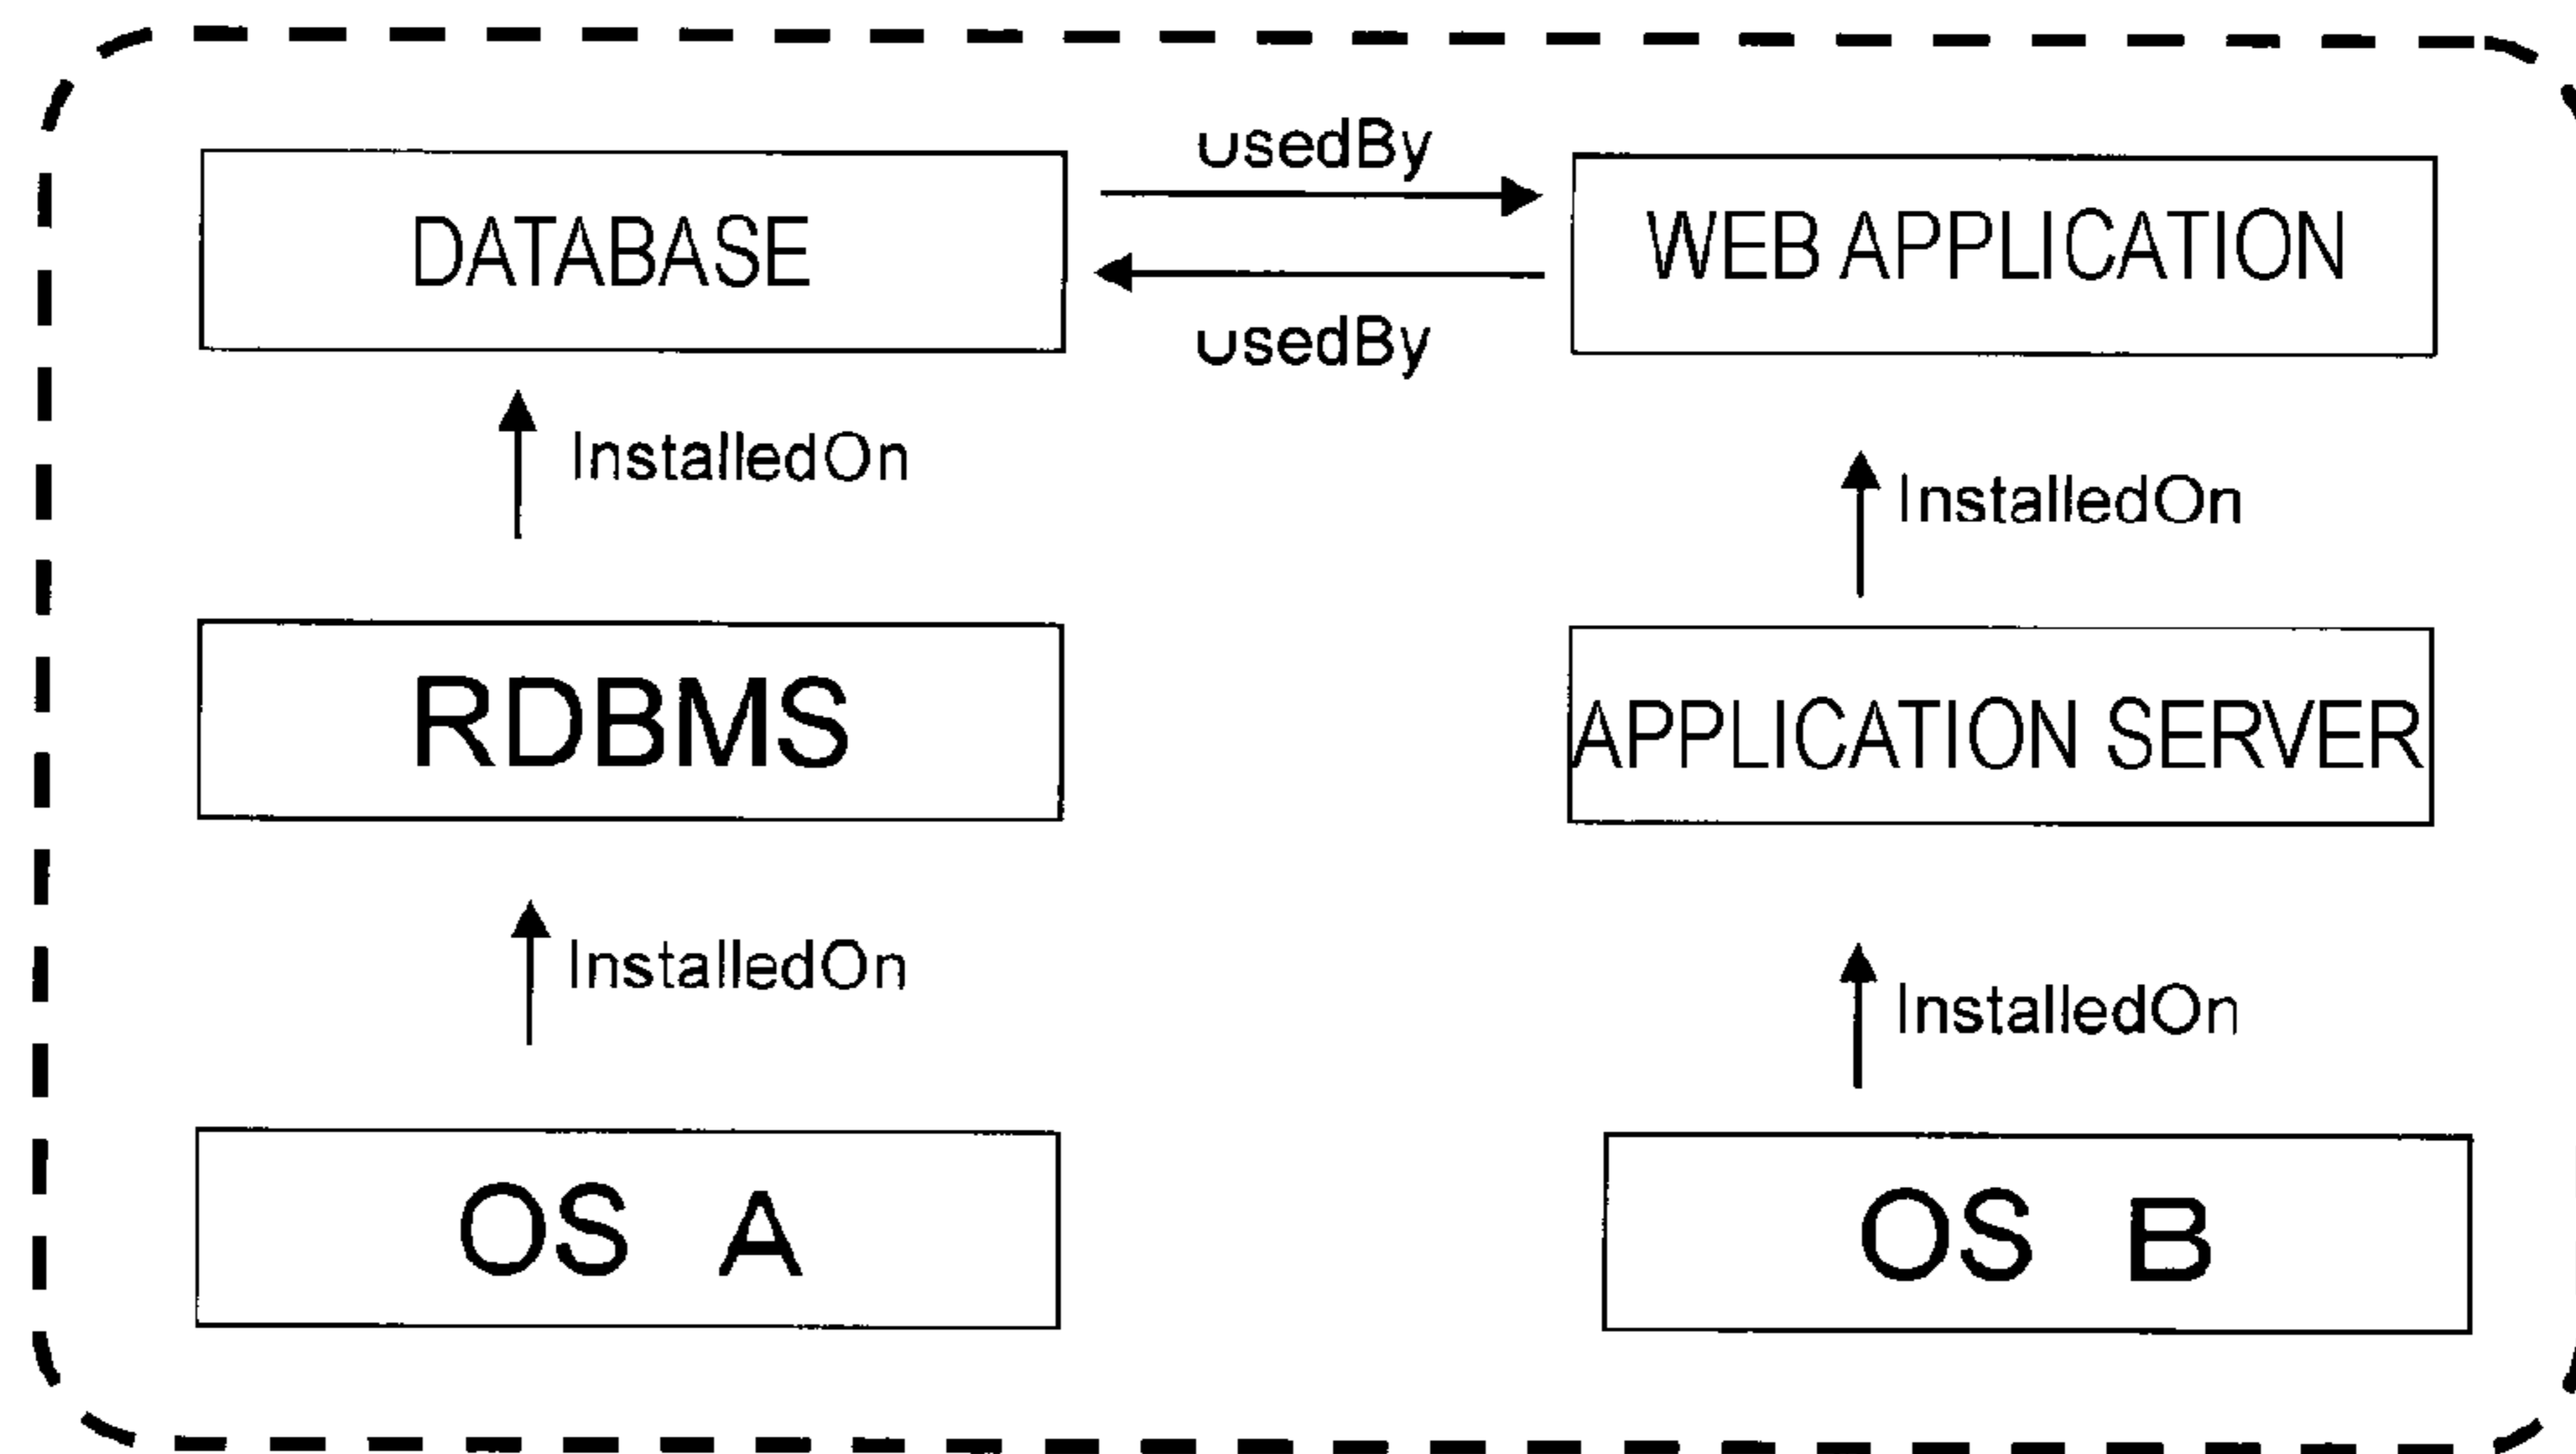 DATABASE
usedBy
WEB APPLICATION
usedBy
InstalledOn
InstalledOn
RDBMS
APPLICATION SERVER
InstalledOn
InstalledOn
OS A
OS B